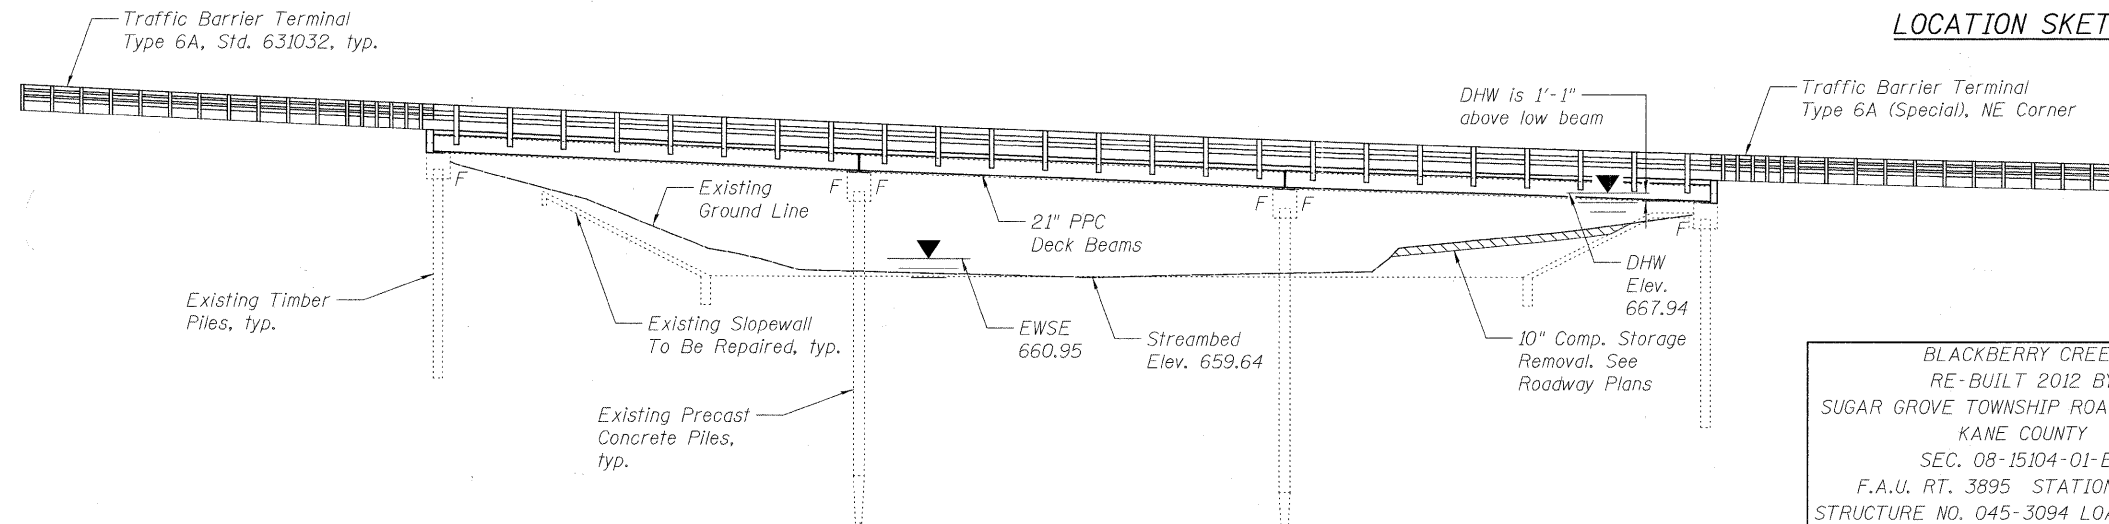 Traffic Barrier Terminal
Type 6A, Std. 631032, typ.
LOCATION SKET
DHW is 1'-1"
above low beam
Traffic Barrier Terminal
Type 6A (Special), NE Corner
F
Existing
Ground Line
F F
21" PPC
Deck Beams
F F
F
Existing Timber
Piles, typ.
Existing Slopewall
To Be Repaired, typ.
EWSE
660.95
Streambed
Elev. 659.64
DHW
Elev.
667.94
10" Comp. Storage
Removal. See
Roadway Plans
Existing Precast
Concrete Piles,
typ.
BLACKBERRY CREE
RE-BUILT 2012 BY
SUGAR GROVE TOWNSHIP ROA
KANE COUNTY
SEC. 08-15104-01-B
F.A.U. RT. 3895 STATION
STRUCTURE NO. 045-3094 LOA